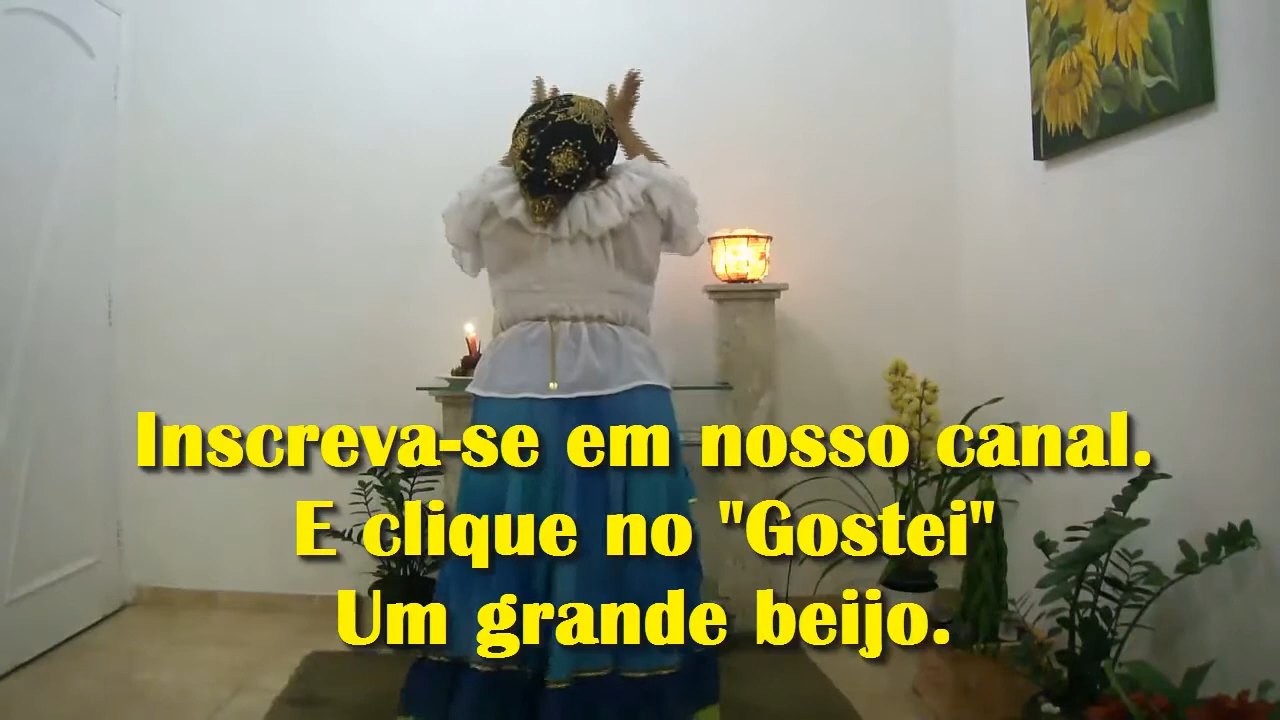 Inscreva-se em nosso canal.
E clique no "Gostei"
Um grande beijo.